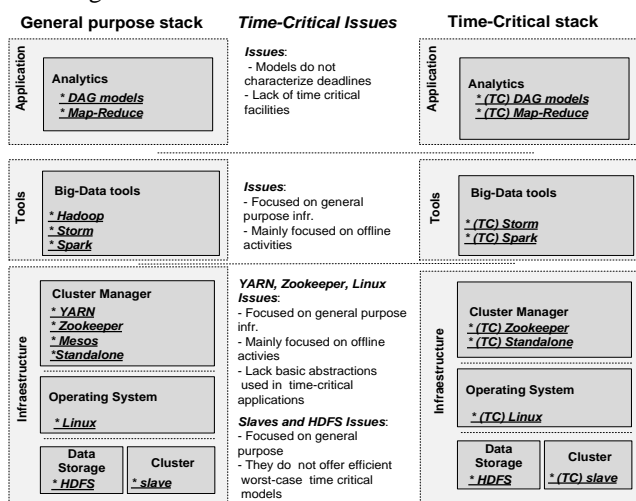 General purpose stack
Time-Critical Issues
Time-Critical stack
Application
Analytics
* DAG models
* Map-Reduce
Issues:
- Models do not
characterize deadlines
- Lack of time critical
facilities
Application
Analytics
* (TC) DAG models
* (TC) Map-Reduce
Tools
Big-Data tools
* Hadoop
* Storm
* Spark
Issues:
- Focused on general
purpose infr.
- Mainly focused on offline
activities
Tools
Big-Data tools
* (TC) Storm
* (TC) Spark
Infraestructure
Cluster Manager
* YARN
* Zookeeper
* Mesos
*Standalone
Operating System
* Linux
Data
Storage
* HDFS
Cluster
* slave
YARN, Zookeeper, Linux
Issues:
- Focused on general purpose
infr.
- Mainly focused on offline
activies
- Lack basic abstractions
used in time-critical
applications
Slaves and HDFS Issues:
- Focused on general
purpose
- They do not offer efficient
worst-case time critical
models
Infraestructure
Cluster Manager
* (TC) Zookeeper
* (TC) Standalone
Operating System
* (TC) Linux
Data
Storage
* HDFS
Cluster
* (TC) slave